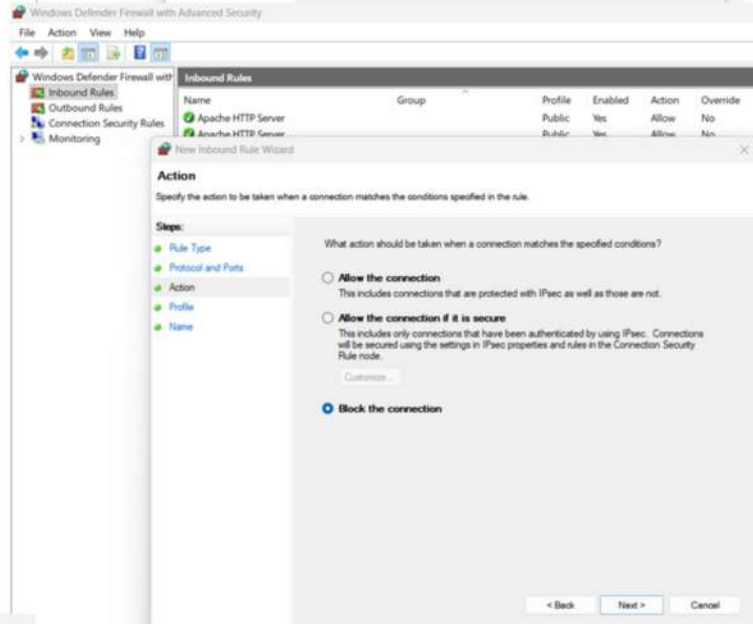 Windows Defender Firewall with Advanced Security
File Action View Help
Windows Defender Firewall with
Inbound Rules
Outbound Rules
Connection Security Rules
Monitoring
Inbound Rules
Name Group Profile Enabled Action Override
Apache HTTP Server Public Yes Allow No
Apache HTTP Server Public Yes Allow No
New Inbound Rule Wizard
Action
Specify the action to be taken when a connection matches the conditions specified in the rule.
Steps:
Rule Type
Protocol and Ports
Action
Profile
Name
What action should be taken when a connection matches the specified conditions?
Allow the connection
This includes connections that are protected with IPsec as well as those are not.
Allow the connection if it is secure
This includes only connections that have been authenticated by using IPsec. Connections
will be secured using the settings in IPsec properties and rules in the Connection Security
Rule node.
Customize...
Block the connection
< Back Next > Cancel